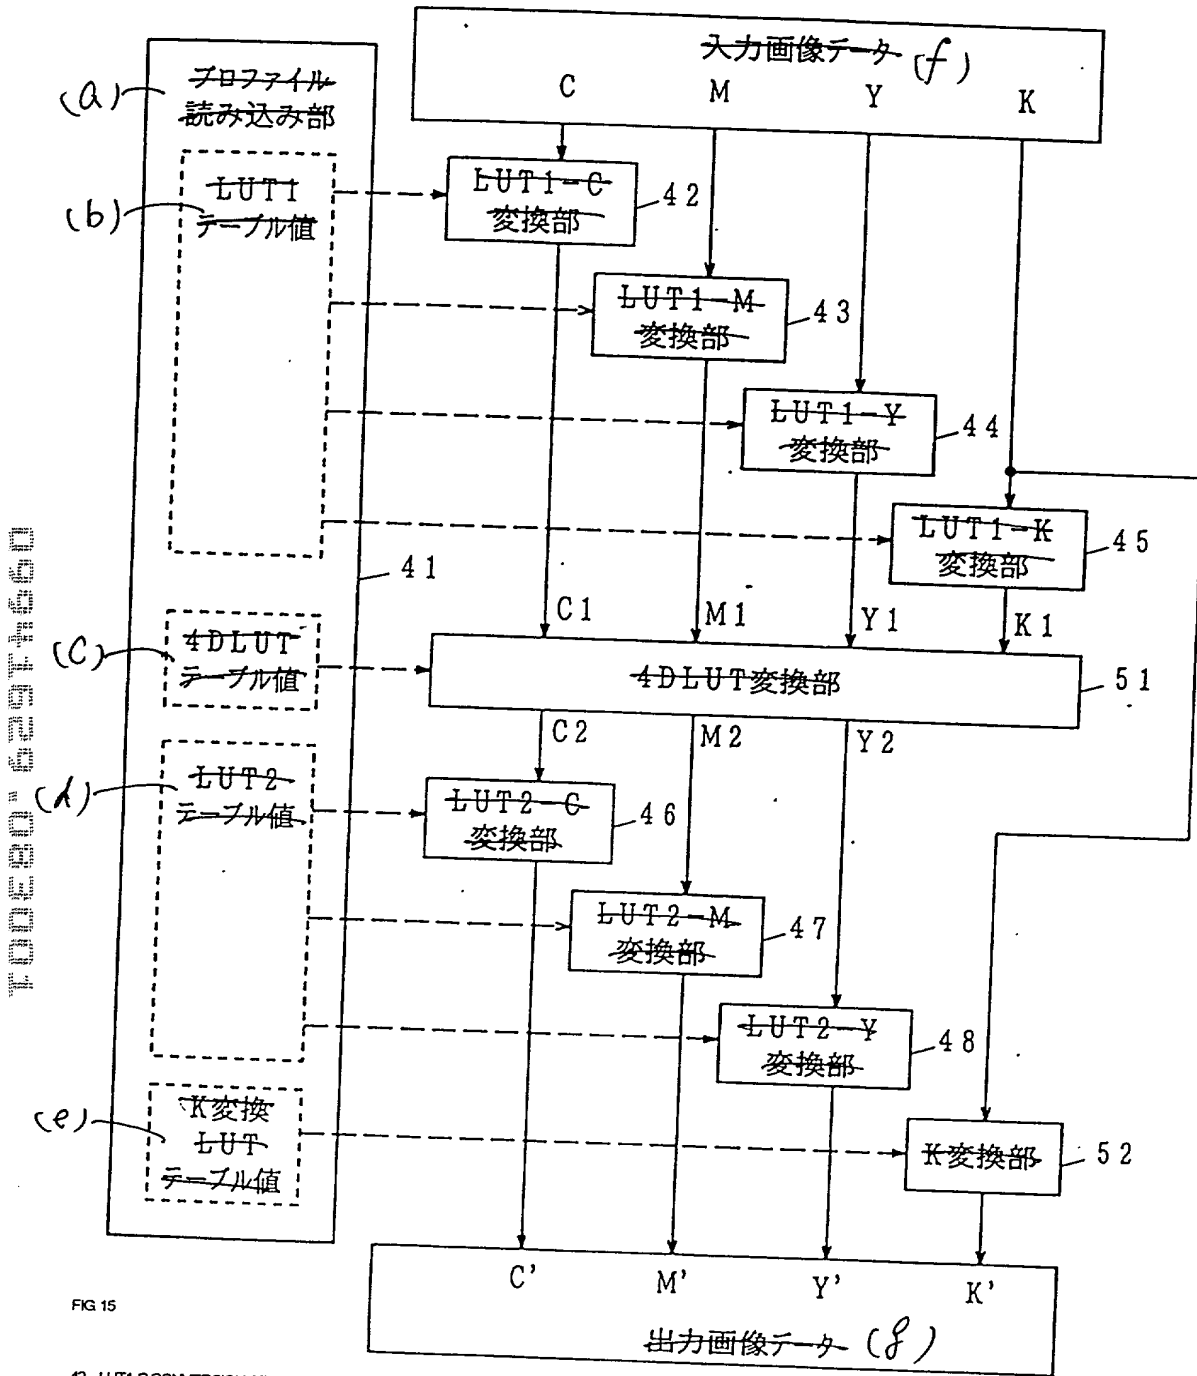 入力画像データ (f)
C M Y K
(a)
プロファイル
読み込み部
(b)
LUT1
テーブル値
LUT1-C
変換部
42
LUT1-M
変換部
43
LUT1-Y
変換部
44
LUT1-K
変換部
45
41
C1 M1 Y1 K1
(c)
4DLUT
テーブル値
4DLUT変換部
51
C2 M2 Y2
(d)
LUT2
テーブル値
LUT2-C
変換部
46
LUT2-M
変換部
47
LUT2-Y
変換部
48
(e)
K変換
LUT
テーブル値
K変換部
52
C' M' Y' K'
出力画像データ (g)
FIG 15
09941529.083001